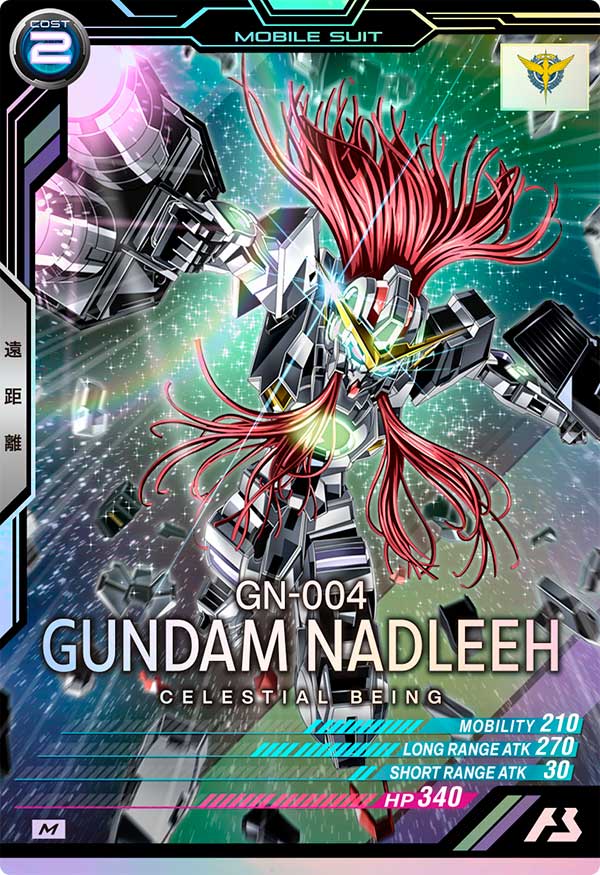 COST
2
MOBILE SUIT
遠距離
GN-004
GUNDAM NADLEEH
CELESTIAL BEING
MOBILITY 210
LONG RANGE ATK 270
SHORT RANGE ATK 30
HP 340
M